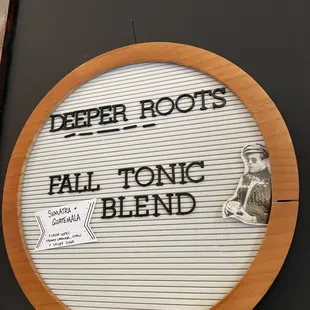 DEEPER ROOTS
FALL TONIC
BLEND
SUMATRA +
GUATEMALA